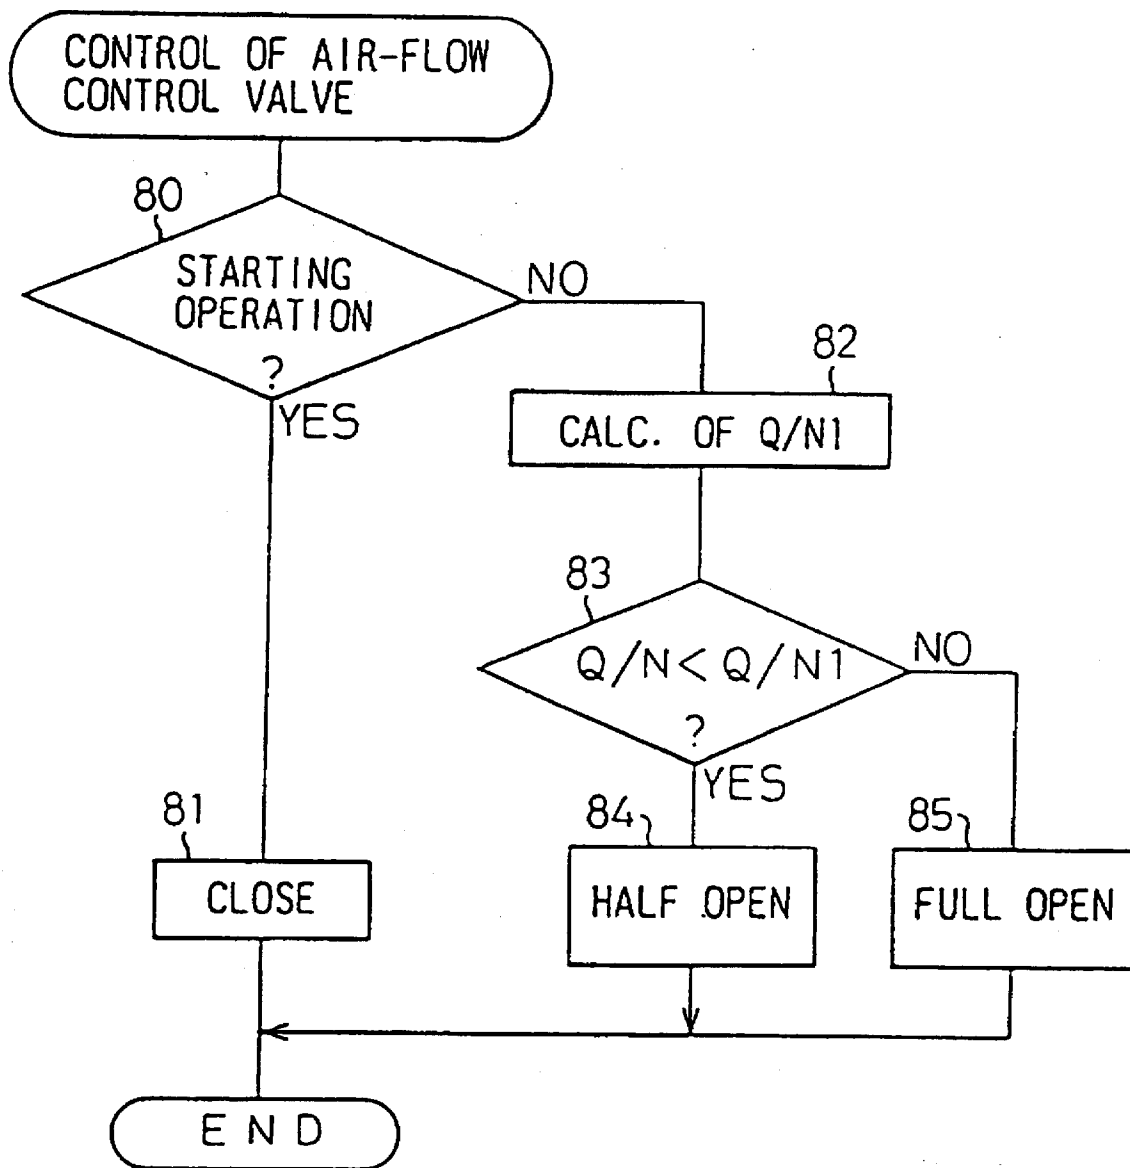 CONTROL OF AIR-FLOW
CONTROL VALVE
80
STARTING
OPERATION
?
NO
YES
82
CALC. OF Q/N1
83
Q/N<Q/N1
?
NO
YES
81
CLOSE
84
HALF OPEN
85
FULL OPEN
END